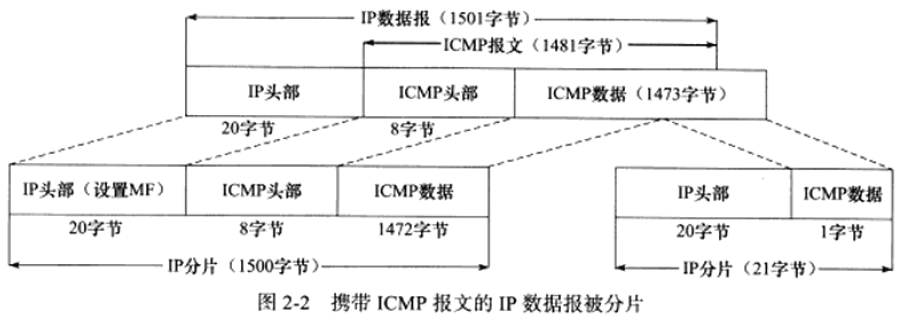 IP数据报（1501字节）
ICMP报文（1481字节）
IP头部 ICMP头部 ICMP数据（1473字节）
20字节 8字节
IP头部（设置MF） ICMP头部 ICMP数据 IP头部 ICMP数据
20字节 8字节 1472字节 20字节 1字节
IP分片（1500字节） IP分片（21字节）
图 2-2 携带 ICMP 报文的 IP 数据报被分片